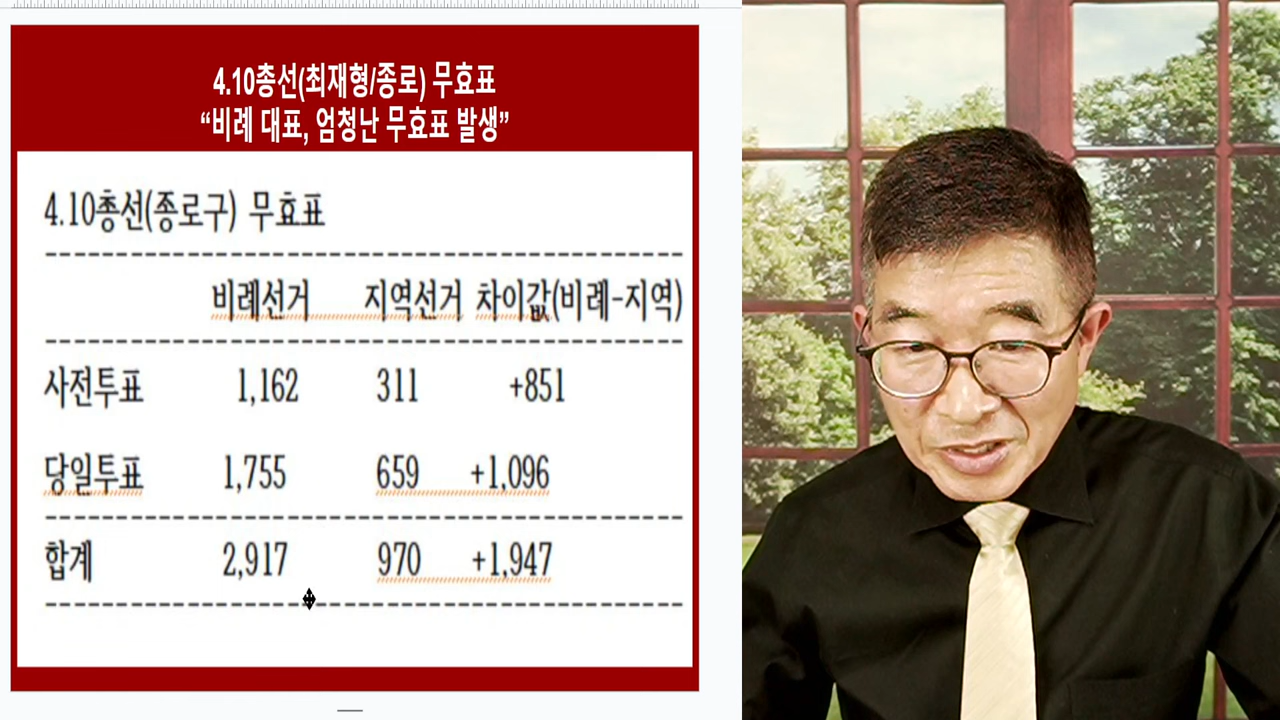 4.10총선(최재형/종로) 무효표
“비례 대표, 엄청난 무효표 발생”
4.10총선(종로구) 무효표
비례선거 지역선거 차이값(비례-지역)
사전투표 1,162 311 +851
당일투표 1,755 659 +1,096
합계 2,917 970 +1,947